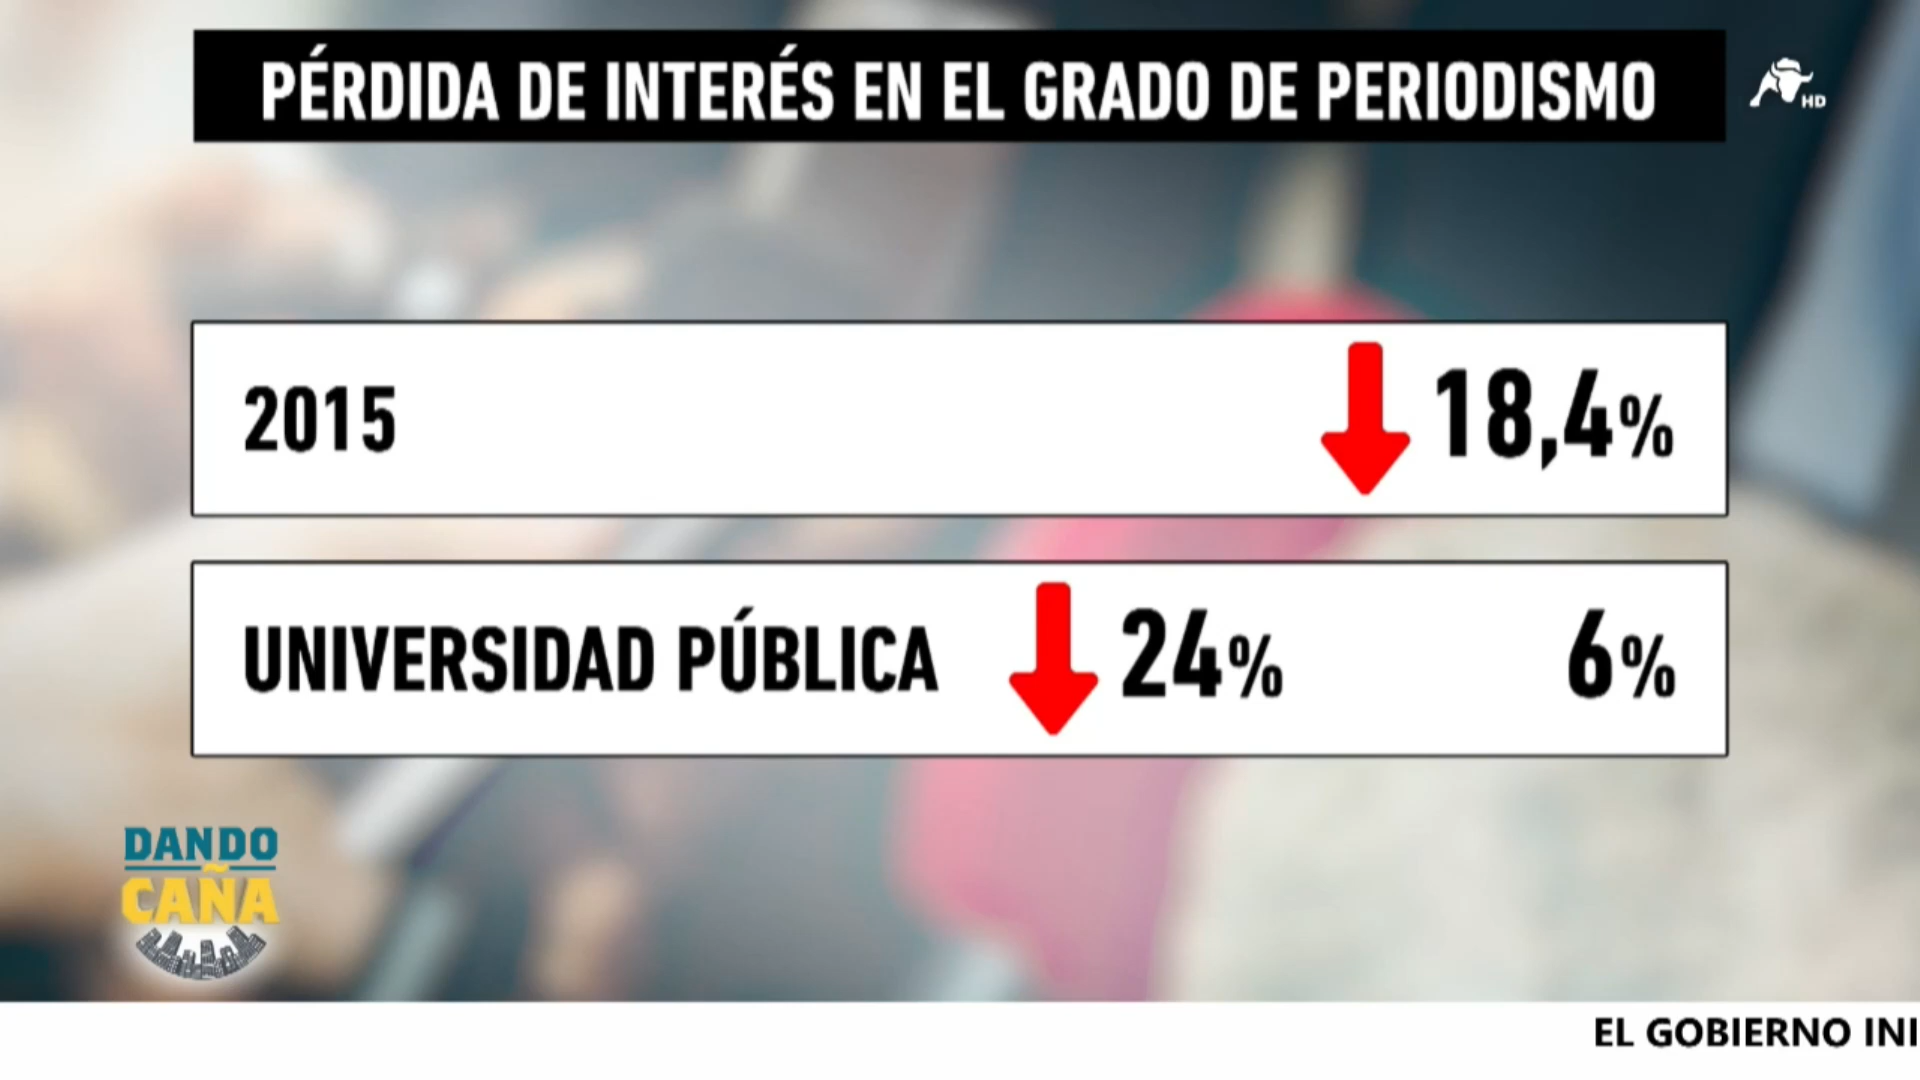 PÉRDIDA DE INTERÉS EN EL GRADO DE PERIODISMO
HD
2015 18,4%
UNIVERSIDAD PÚBLICA 24% 6%
DANDO
CAÑA
EL GOBIERNO INI